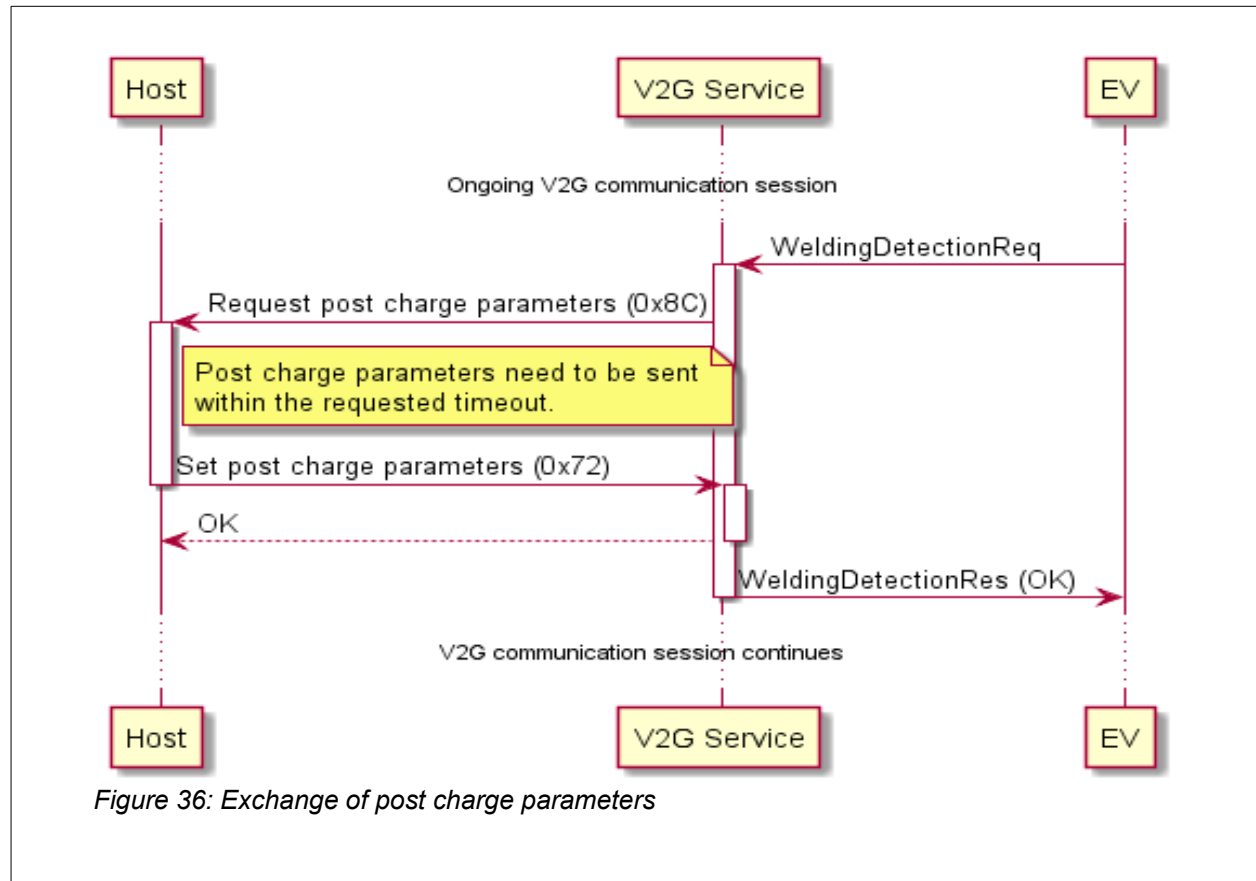 Host
V2G Service
EV
Ongoing V2G communication session
WeldingDetectionReq
Request post charge parameters (0x8C)
Post charge parameters need to be sent
within the requested timeout.
Set post charge parameters (0x72)
OK
WeldingDetectionRes (OK)
V2G communication session continues
Host
V2G Service
EV
Figure 36: Exchange of post charge parameters